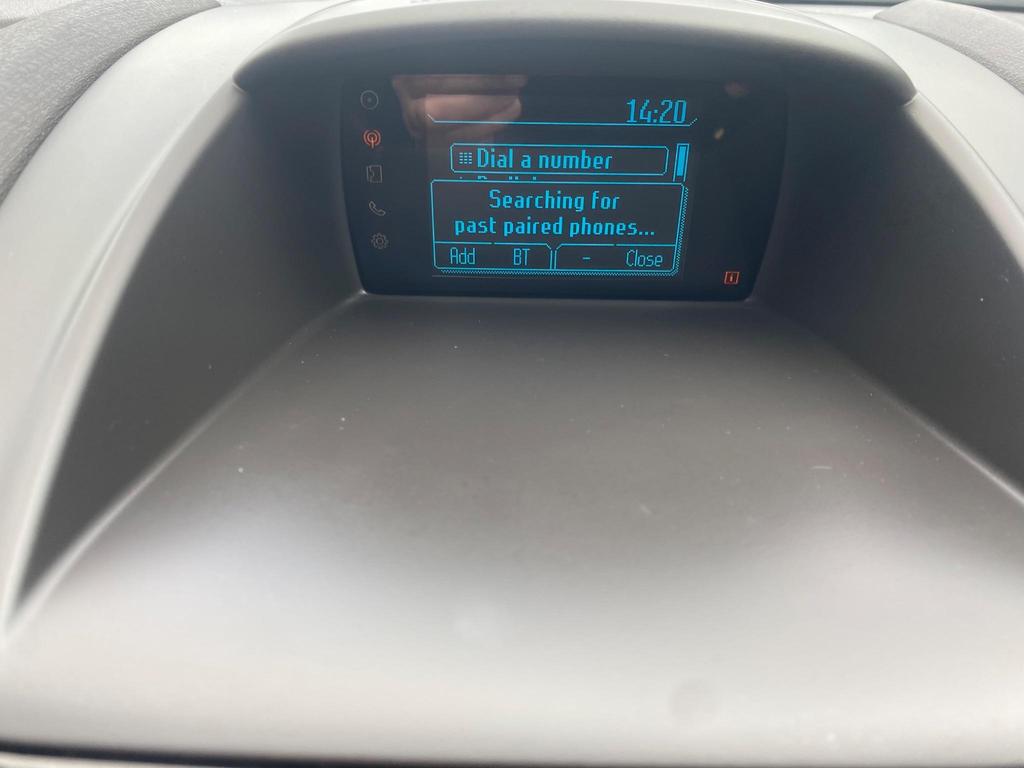 14:20
Dial a number
Searching for
past paired phones...
Add BT - Close